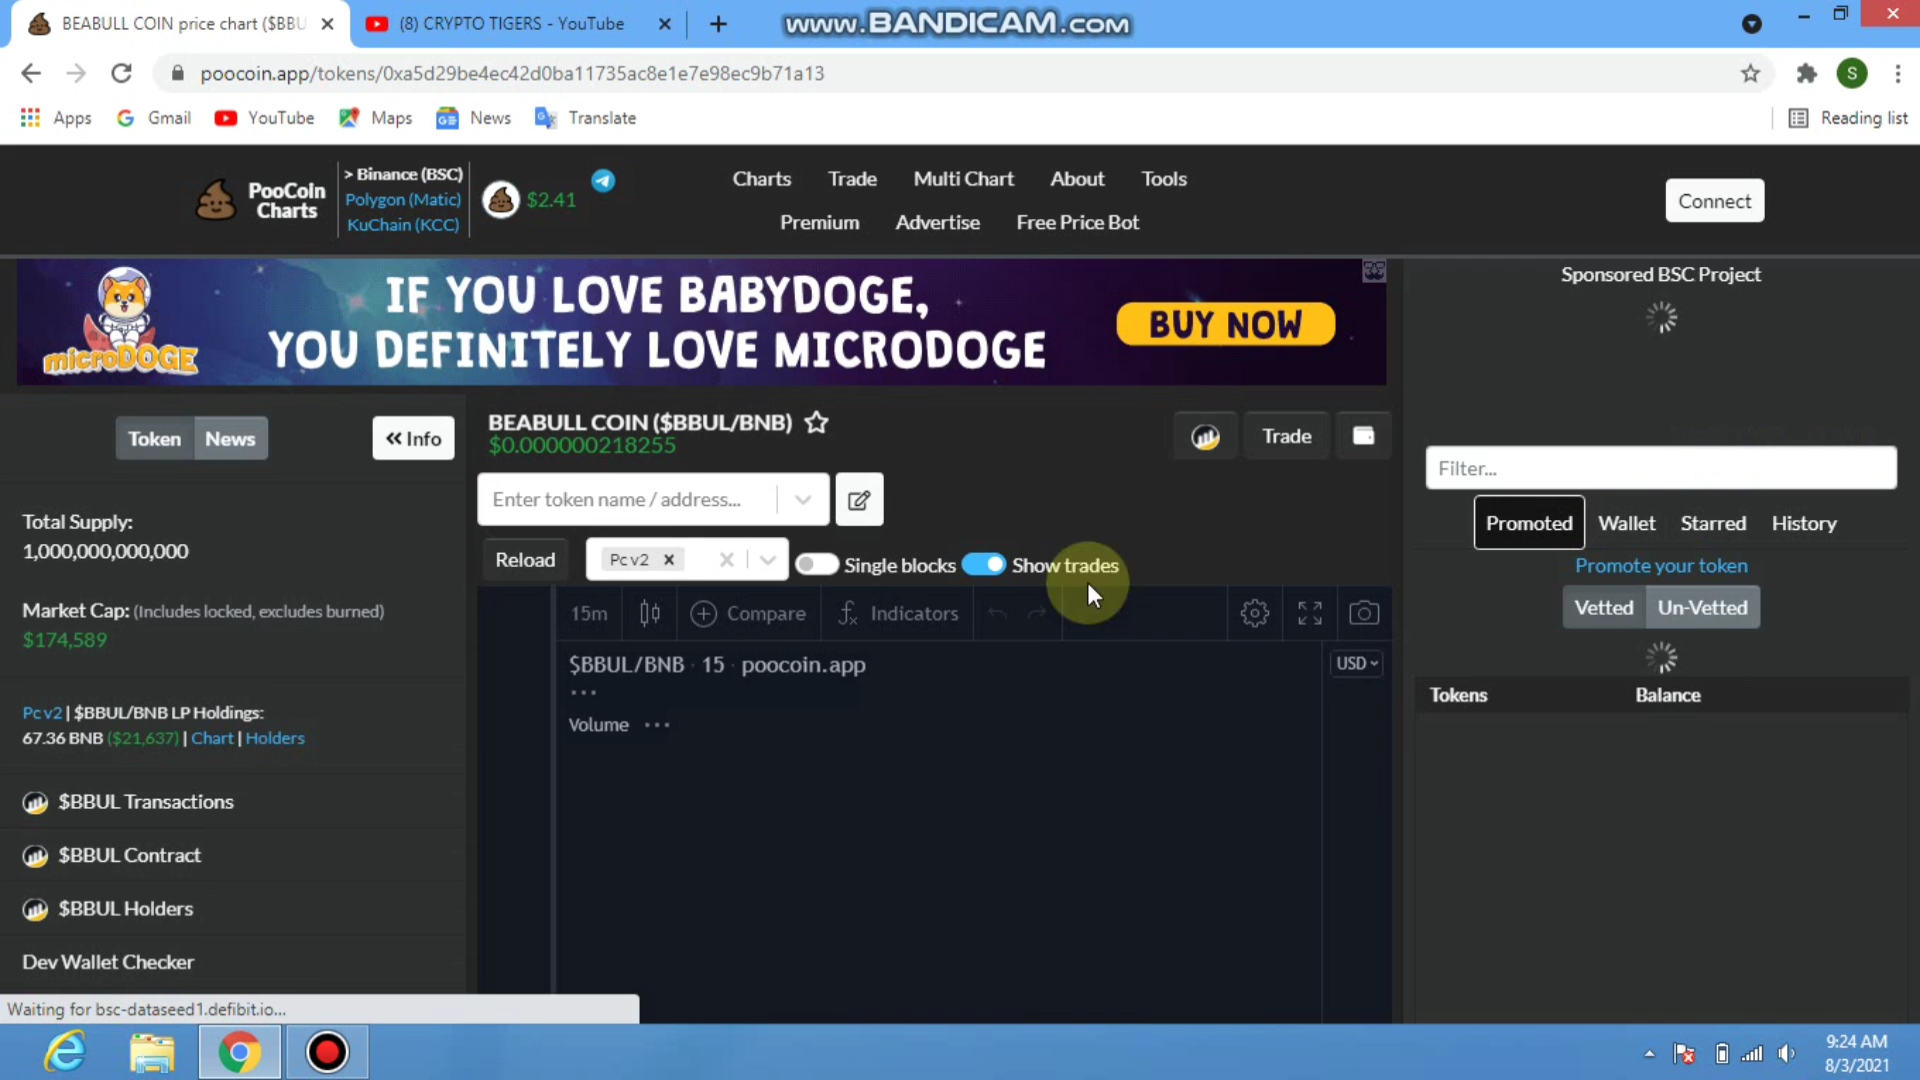 BEABULL COIN price chart ($BBU
(8) CRYPTO TIGERS - YouTube
www.BANDICAM.com
poocoin.app/tokens/0xa5d29be4ec42d0ba11735ac8e1e7e98ec9b71a13
S
Apps
Gmail
YouTube
Maps
News
Translate
Reading list
PooCoin
Charts
> Binance (BSC)
Polygon (Matic)
KuChain (KCC)
$2.41
Charts
Trade
Multi Chart
About
Tools
Premium
Advertise
Free Price Bot
Connect
microDOGE
IF YOU LOVE BABYDOGE,
YOU DEFINITELY LOVE MICRODOGE
BUY NOW
Sponsored BSC Project
Token
News
« Info
BEABULL COIN ($BBUL/BNB)
$0.000000218255
Trade
Filter...
Enter token name / address...
Promoted
Wallet
Starred
History
Total Supply:
1,000,000,000,000
Reload
Pc v2
Single blocks
Show trades
Promote your token
Vetted
Un-Vetted
Market Cap: (Includes locked, excludes burned)
$174,589
15m
Compare
Indicators
$BBUL/BNB · 15 · poocoin.app
USD
Volume
Tokens
Balance
Pc v2 | $BBUL/BNB LP Holdings:
67.36 BNB ($21,637) | Chart | Holders
$BBUL Transactions
$BBUL Contract
$BBUL Holders
Dev Wallet Checker
Waiting for bsc-dataseed1.defibit.io...
9:24 AM
8/3/2021